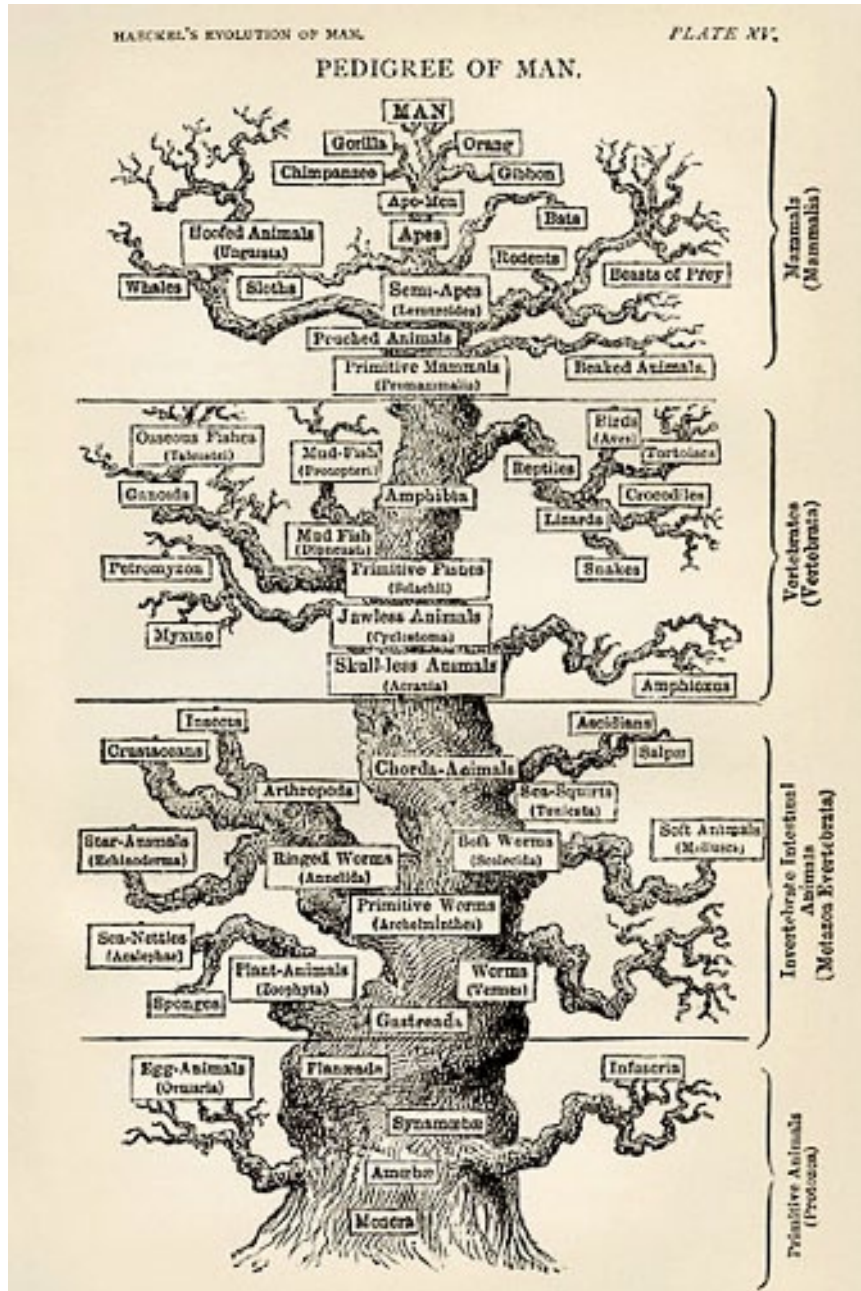 HAECKEL'S EVOLUTION OF MAN.
PLATE XV.
PEDIGREE OF MAN.
MAN
Gorilla
Orang
Chimpanzee
Gibbon
Ape-Men
Bats
Hoofed Animals
(Ungulata)
Apes
Rodents
Beasts of Prey
Whales
Sloths
Semi-Apes
(Lemuroidea)
Pouched Animals
Primitive Mammals
(Promammalia)
Beaked Animals.
Mammals
(Mammalia)
Osseous Fishes
(Teleostei)
Mud-Fish
(Protopteri)
Birds
(Aves)
Tortoises
Reptiles
Ganoids
Amphibia
Crocodiles
Lizards
Mud Fish
(Dipneusta)
Petromyzon
Primitive Fishes
(Selachii)
Snakes
Jawless Animals
(Cyclostoma)
Myxine
Skull-less Animals
(Acrania)
Amphioxus
Vertebrates
(Vertebrata)
Insects
Ascidians
Crustaceans
Salpæ
Chorda-Animals
Arthropoda
Sea-Squirts
(Tunicata)
Star-Animals
(Echinoderma)
Ringed Worms
(Annelida)
Soft Worms
(Scolecida)
Soft Animals
(Mollusca)
Primitive Worms
(Archelminthes)
Sea-Nettles
(Acalephæ)
Plant-Animals
(Zoophyta)
Worms
(Vermes)
Sponges
Gastreada
Invertebrate Intestinal
Animals
(Metazoa Evertebrata)
Egg-Animals
(Ovularia)
Planæada
Infusoria
Synamœbæ
Amœbæ
Monera
Primitive Animals
(Protozoa)